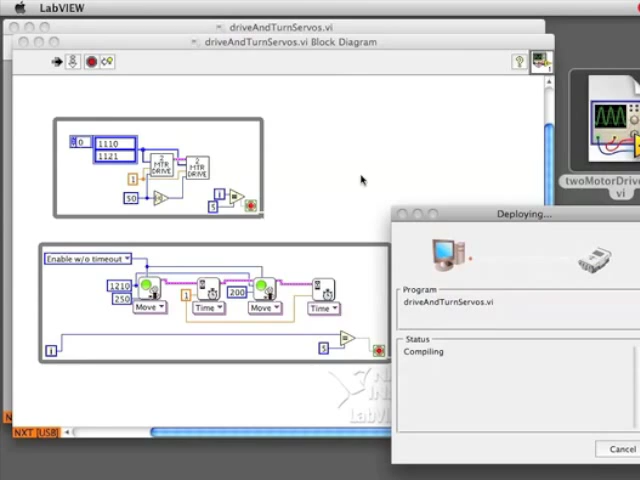 LabVIEW
driveAndTurnServos.vi
driveAndTurnServos.vi Block Diagram
0
1110
1121
2
MTR
DRIVE
2
MTR
DRIVE
1
50
i
5
twoMotorDrive
vi
Deploying...
Enable w/o timeout
1210
250
1
200
Move
Time
Move
Time
i
5
Program
driveAndTurnServos.vi
Status
Compiling
Cancel
NXT [USB]